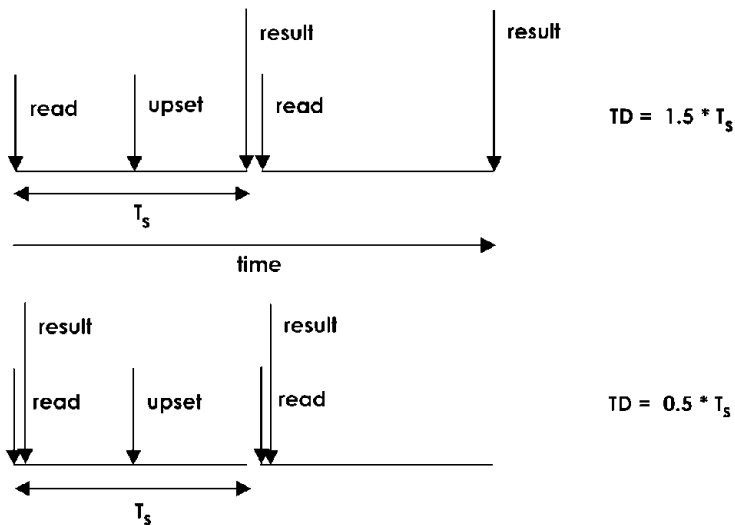 result
result
read
upset
read
TD = 1.5 * Ts
Ts
time
result
result
read
upset
read
TD = 0.5 * Ts
Ts